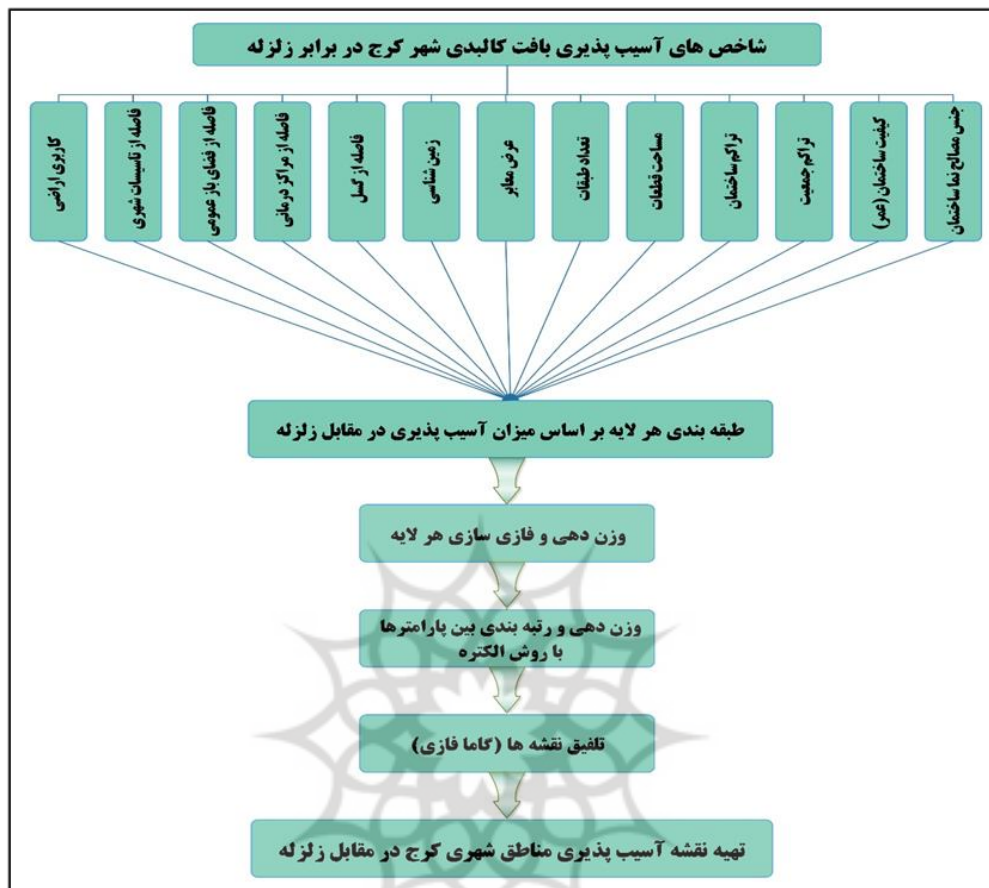 شاخص های آسیب پذیری بافت کالبدی شهر کرج در برابر زلزله
جنس مصالح نما ساختمان
کیفیت ساختمان (عمر)
تراکم جمعیت
تراکم ساختمان
مساحت قطعات
تعداد طبقات
عرض معابر
زمین شناسی
فاصله از گسل
فاصله از مراکز درمانی
فاصله از فضای باز عمومی
فاصله از تاسیسات شهری
کاربری اراضی
طبقه بندی هر لایه بر اساس میزان آسیب پذیری در مقابل زلزله
وزن دهی و فازی سازی هر لایه
وزن دهی و رتبه بندی بین پارامترها
با روش الکتره
تلفیق نقشه ها (گاما فازی)
تهیه نقشه آسیب پذیری مناطق شهری کرج در مقابل زلزله